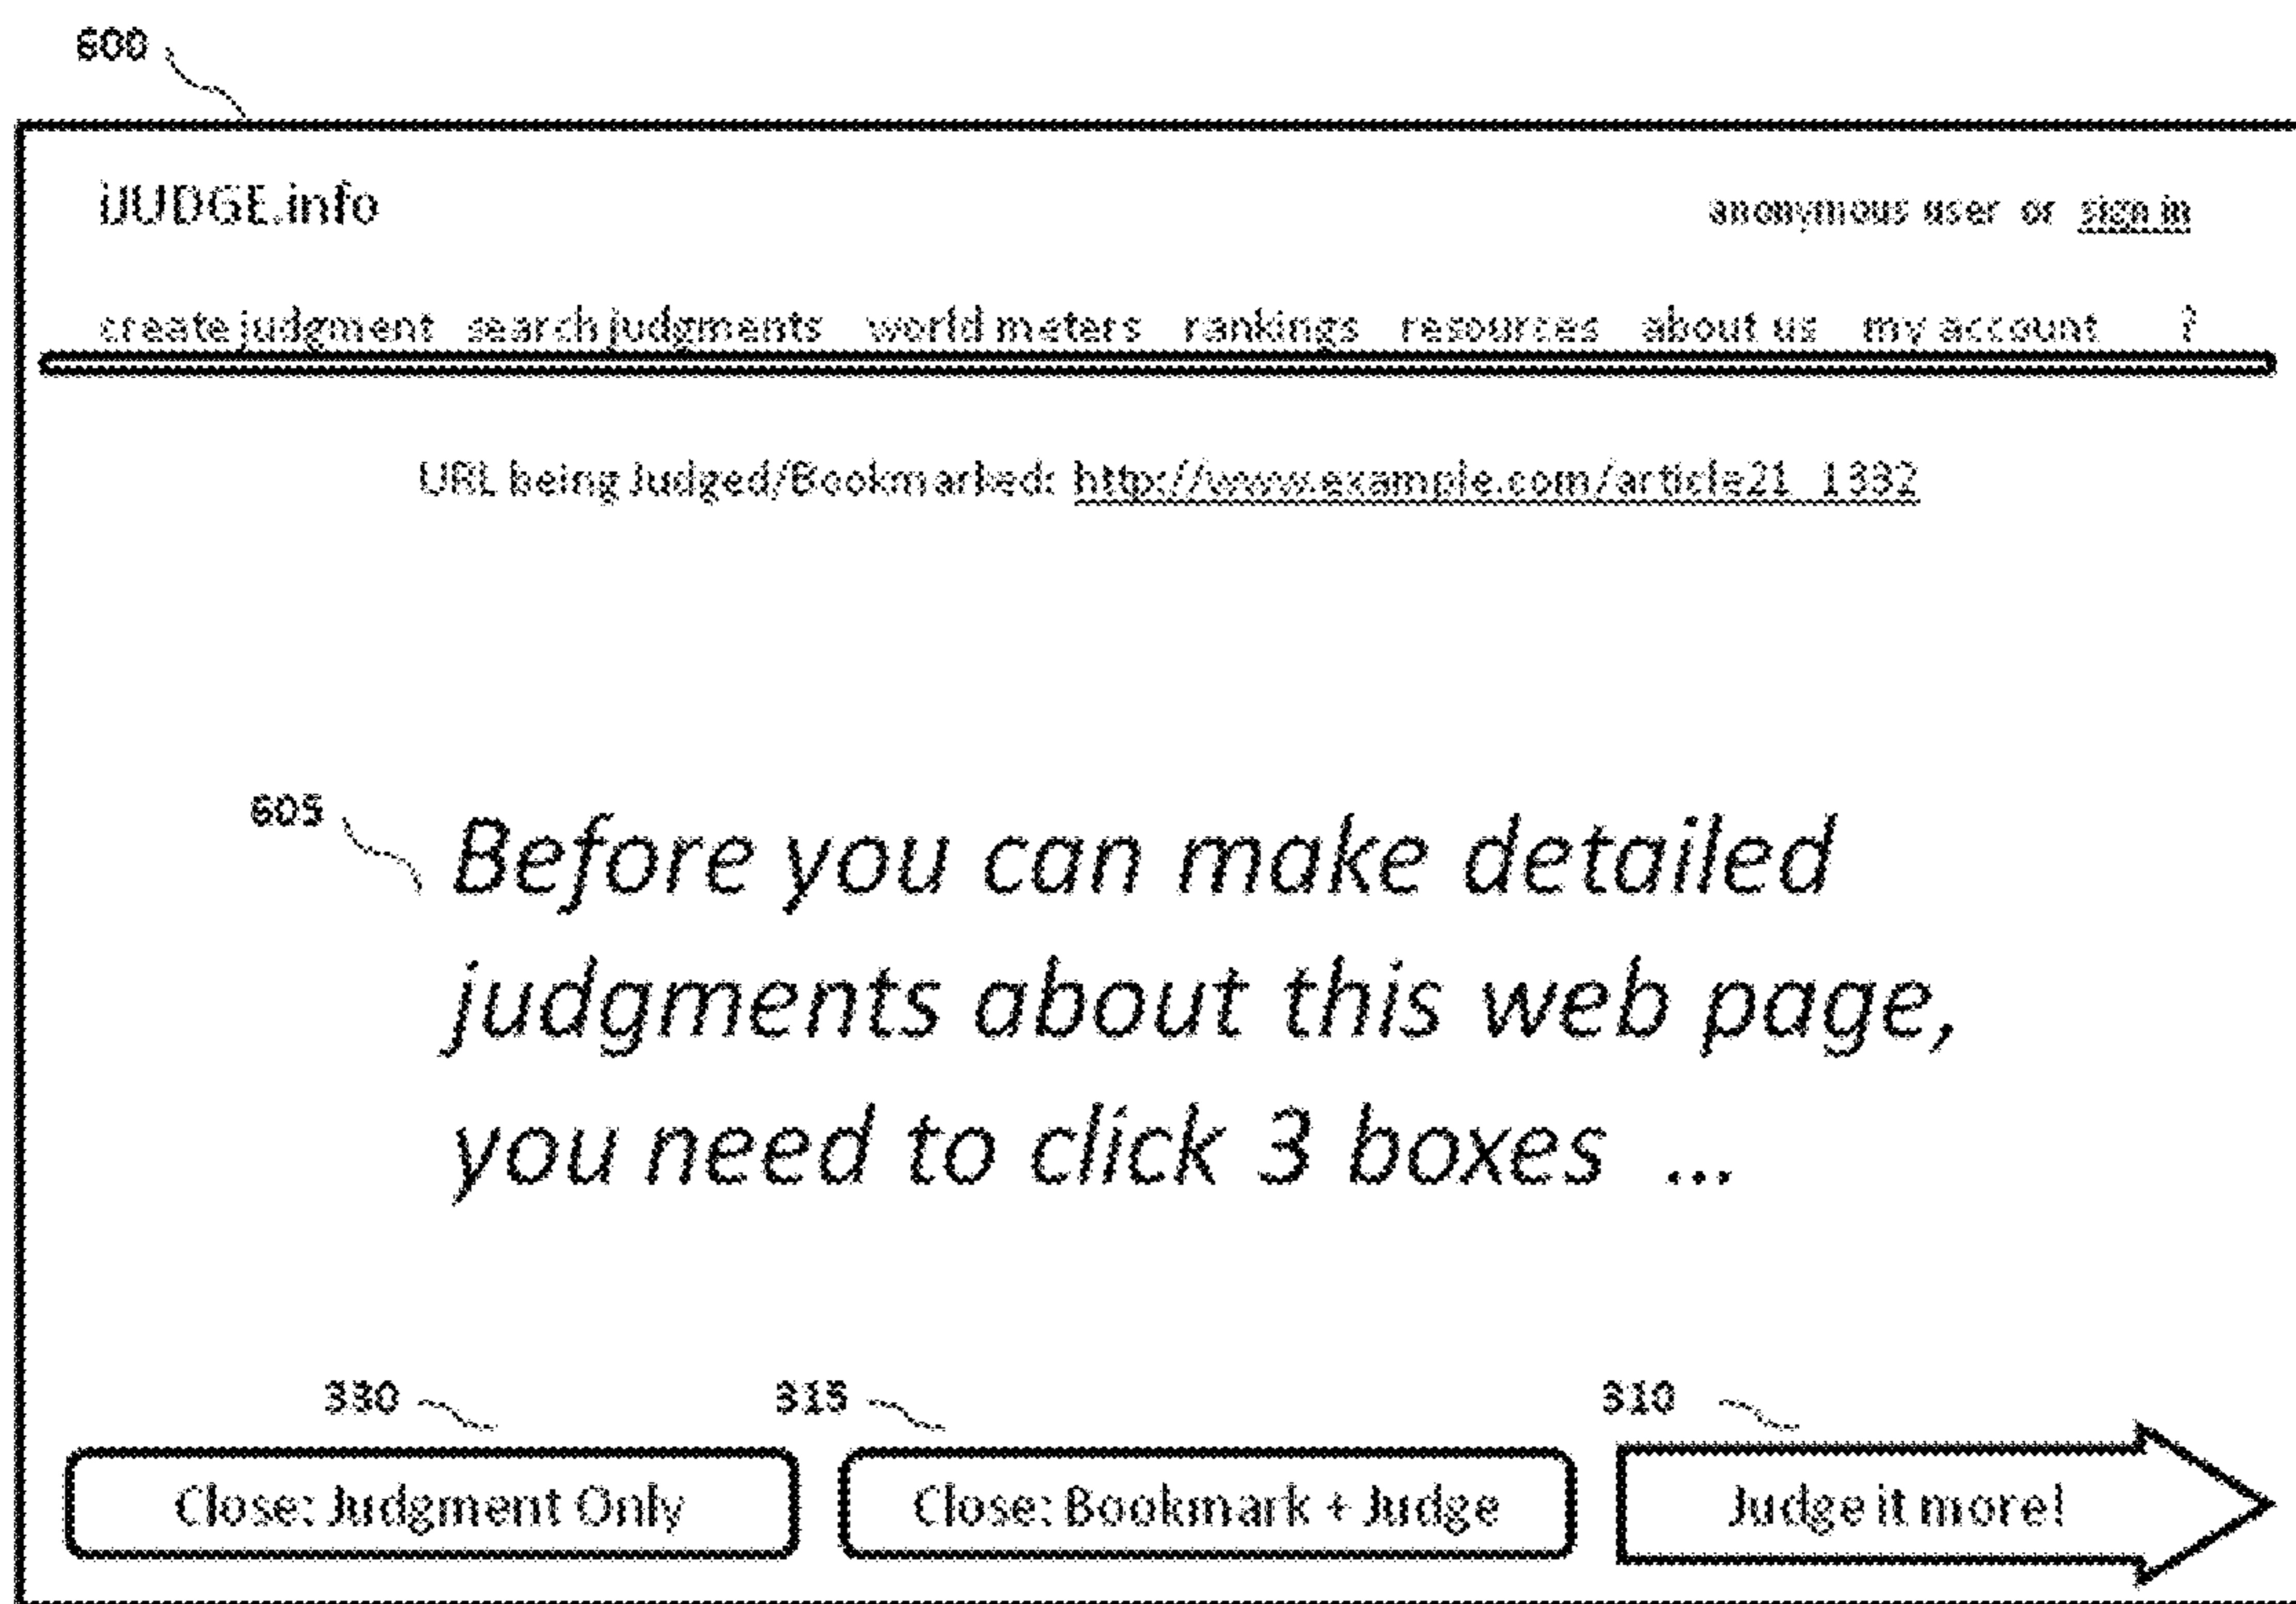 600
iJUDGE.info anonymous user or sign in
create judgment search judgments world meters rankings resources about us my account ?
URL being Judged/Bookmarked: http://www.example.com/article21_1332
605
Before you can make detailed
judgments about this web page,
you need to click 3 boxes ...
330 315 310
Close: Judgment Only Close: Bookmark + Judge Judge it more!